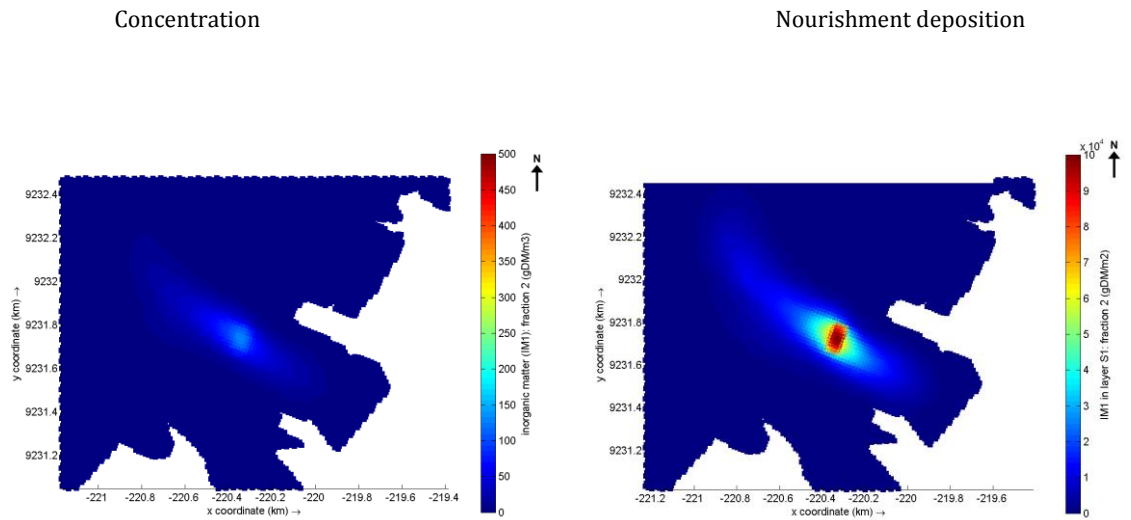 Concentration
Nourishment deposition
500
450
400
350
300
250
200
150
100
50
0
N
inorganic matter (IM1): fraction 2 (gDM/m3)
9232.4
9232.2
9232
9231.8
9231.6
9231.4
9231.2
y coordinate (km) →
-221 -220.8 -220.6 -220.4 -220.2 -220 -219.8 -219.6 -219.4
x coordinate (km) →
x 10⁴
N
10
9
8
7
6
5
4
3
2
1
0
IM1 in layer S1: fraction 2 (gDM/m2)
9232.4
9232.2
9232
9231.8
9231.6
9231.4
9231.2
y coordinate (km) →
-221.2 -221 -220.8 -220.6 -220.4 -220.2 -220 -219.8 -219.6
x coordinate (km) →